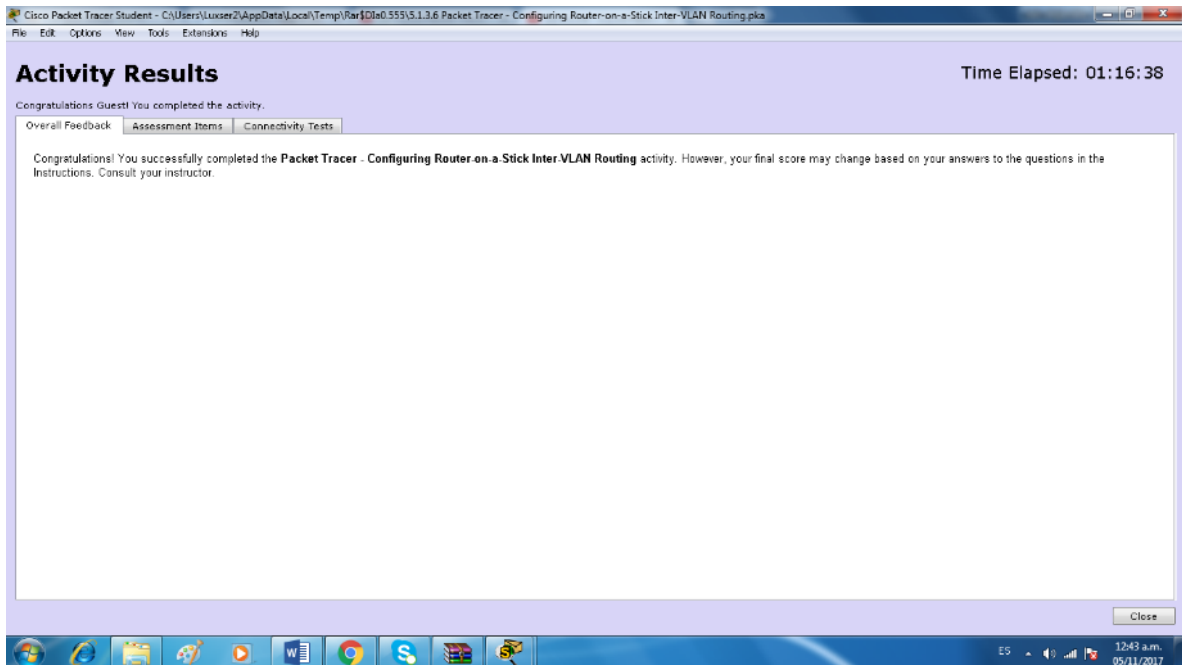 Cisco Packet Tracer Student - C:\Users\Luxser2\AppData\Local\Temp\Rar$DIa0.555\5.1.3.6 Packet Tracer - Configuring Router-on-a-Stick Inter-VLAN Routing.pka
File Edit Options View Tools Extensions Help
Activity Results
Time Elapsed: 01:16:38
Congratulations Guest! You completed the activity.
Overall Feedback Assessment Items Connectivity Tests
Congratulations! You successfully completed the Packet Tracer - Configuring Router-on-a-Stick Inter-VLAN Routing activity. However, your final score may change based on your answers to the questions in the
Instructions. Consult your instructor.
Close
ES
12:43 a.m.
05/11/2017